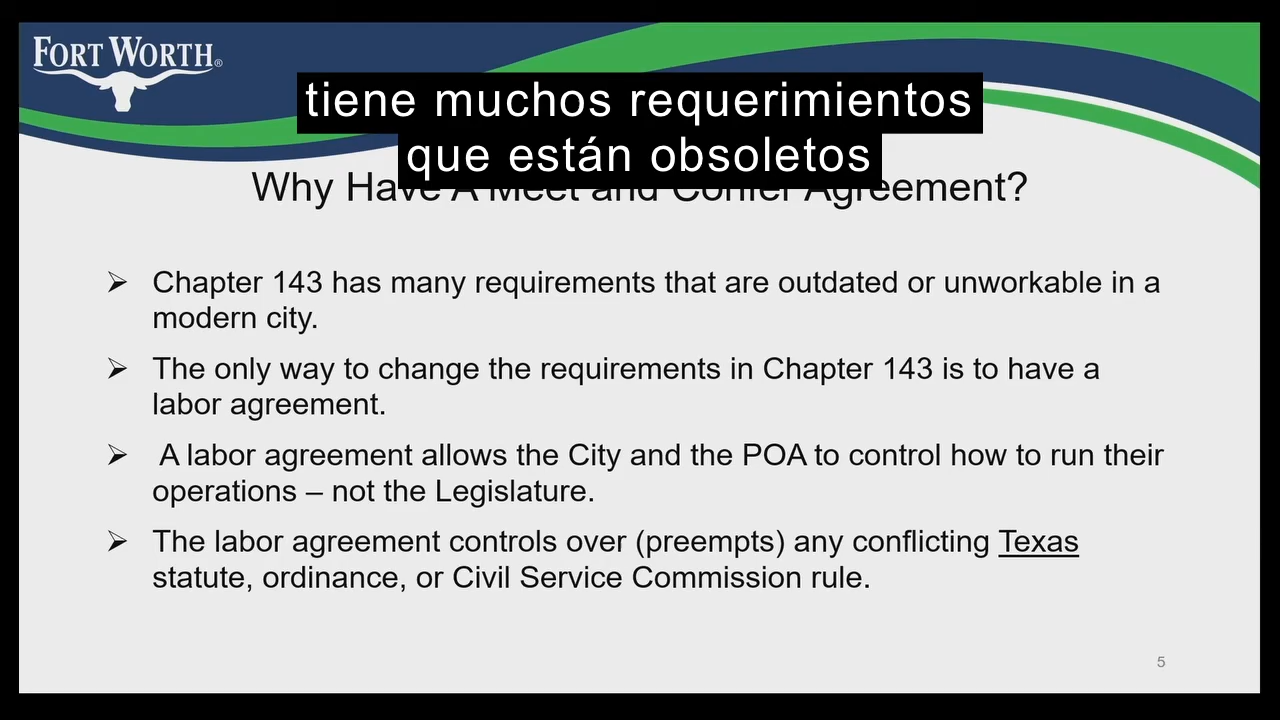 FORT WORTH®
tiene muchos requerimientos
que están obsoletos
Why Have A Meet and Confer Agreement?
➢ Chapter 143 has many requirements that are outdated or unworkable in a
modern city.
➢ The only way to change the requirements in Chapter 143 is to have a
labor agreement.
➢ A labor agreement allows the City and the POA to control how to run their
operations – not the Legislature.
➢ The labor agreement controls over (preempts) any conflicting Texas
statute, ordinance, or Civil Service Commission rule.
5